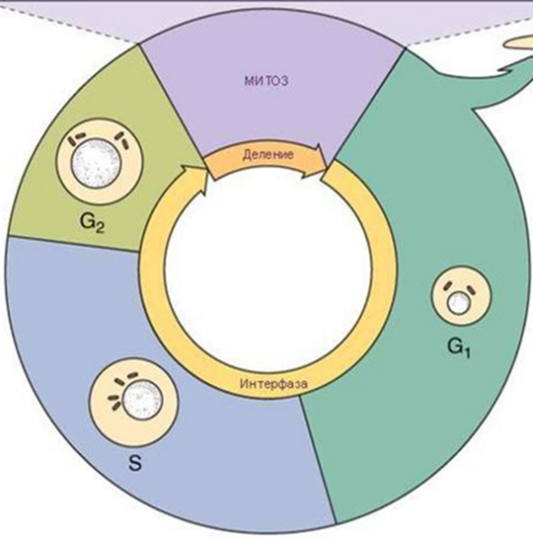 МИТОЗ
Деление
G₂
G₁
Интерфаза
S